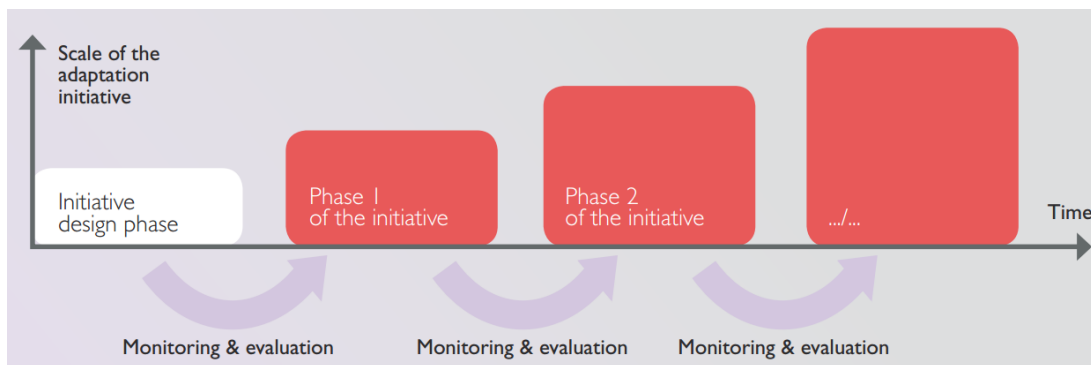 Scale of the
adaptation
initiative
Initiative
design phase
Phase 1
of the initiative
Phase 2
of the initiative
.../...
Time
Monitoring & evaluation
Monitoring & evaluation
Monitoring & evaluation